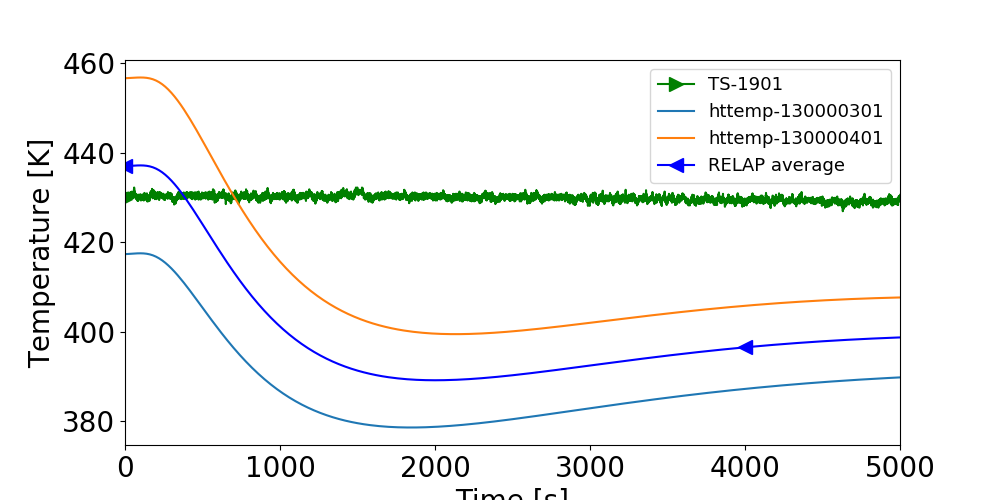 460
440
420
400
380
Temperature [K]
TS-1901
httemp-130000301
httemp-130000401
RELAP average
0 1000 2000 3000 4000 5000
Time [s]